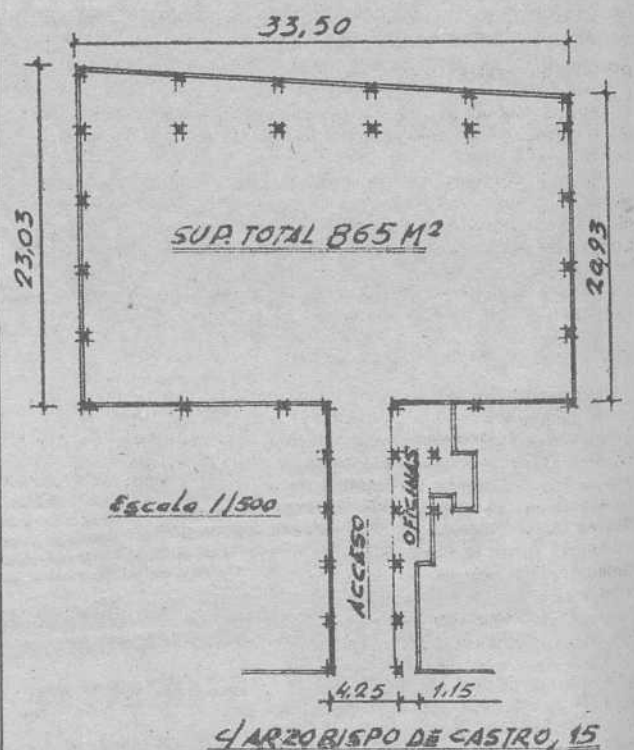 33,50
23,03
SUP. TOTAL 865 M²
20,93
Escala 1/500
ACCESO
OFICINAS
4,25
1,15
C/ ARZOBISPO DE CASTRO, 15